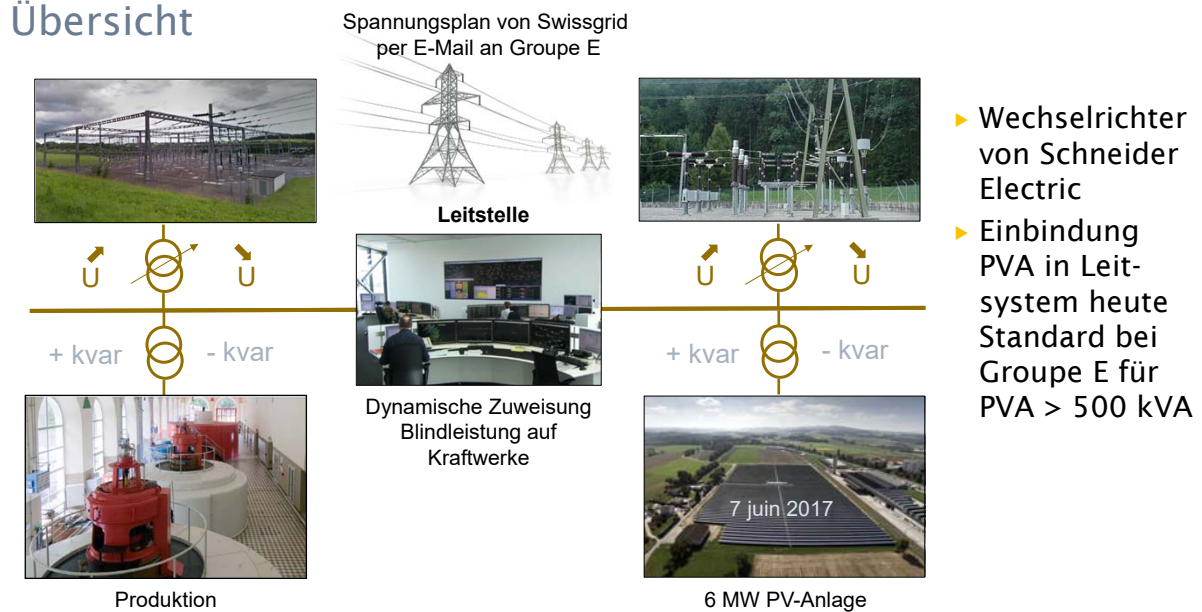 Übersicht
Spannungsplan von Swissgrid
per E-Mail an Groupe E
Leitstelle
U
U
U
U
+ kvar
- kvar
+ kvar
- kvar
Dynamische Zuweisung
Blindleistung auf
Kraftwerke
7 juin 2017
Produktion
6 MW PV-Anlage
Wechselrichter
von Schneider
Electric
Einbindung
PVA in Leit-
system heute
Standard bei
Groupe E für
PVA > 500 kVA